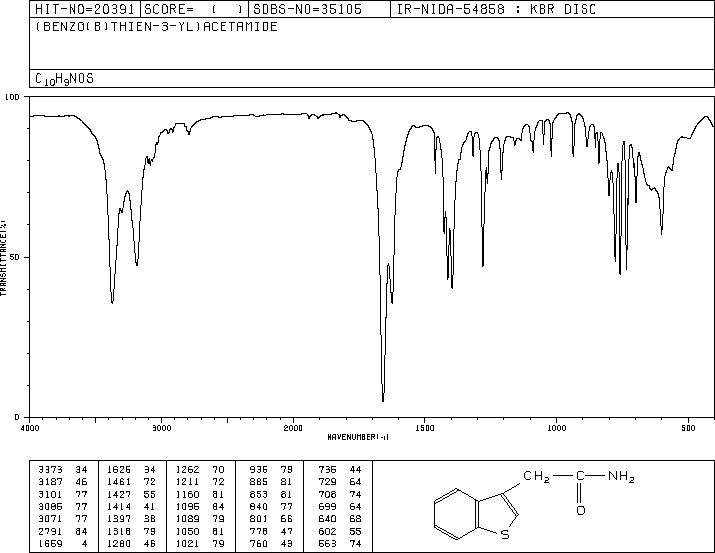 HIT-NO=20391 SCORE= ( ) SDBS-NO=35105 IR-NIDA-54858 : KBR DISC
(BENZO(B)THIEN-3-YL)ACETAMIDE
C10H9NOS
100
50
0
TRANSMITTANCE(%)
4000 3000 2000 1500 1000 500
WAVENUMBER(-1)
3373 34 1626 34 1262 70 936 79 736 44
3187 46 1461 72 1211 72 885 81 729 64
3101 77 1427 55 1160 81 853 81 708 74
3085 77 1414 41 1095 84 840 77 699 64
3071 77 1397 38 1089 79 801 66 640 68
2791 84 1318 79 1050 81 778 47 602 55
1659 4 1280 46 1021 79 760 43 563 74
CH2 C NH2
O
S